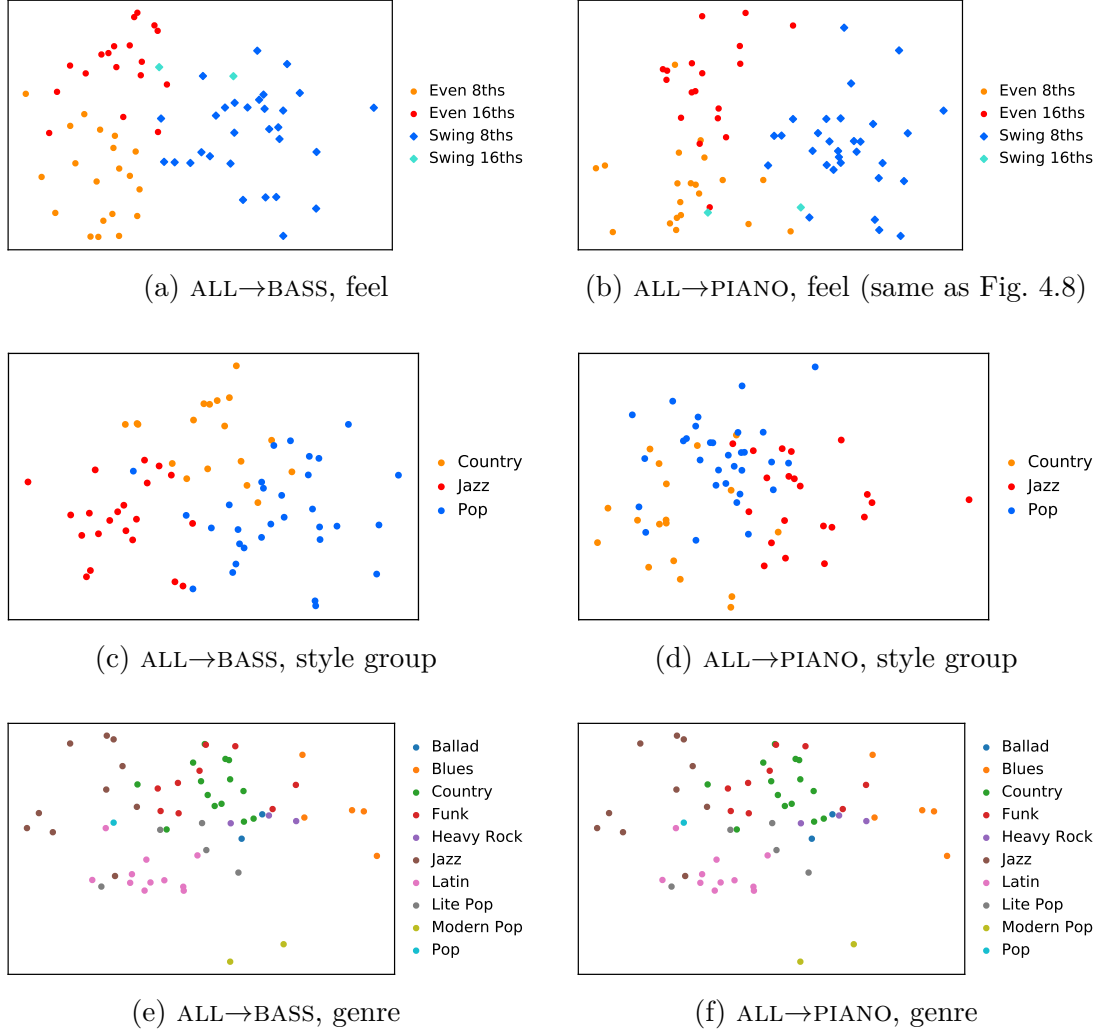 Even 8ths
Even 16ths
Swing 8ths
Swing 16ths
(a) ALL→BASS, feel
Even 8ths
Even 16ths
Swing 8ths
Swing 16ths
(b) ALL→PIANO, feel (same as Fig. 4.8)
Country
Jazz
Pop
(c) ALL→BASS, style group
Country
Jazz
Pop
(d) ALL→PIANO, style group
Ballad
Blues
Country
Funk
Heavy Rock
Jazz
Latin
Lite Pop
Modern Pop
Pop
(e) ALL→BASS, genre
Ballad
Blues
Country
Funk
Heavy Rock
Jazz
Latin
Lite Pop
Modern Pop
Pop
(f) ALL→PIANO, genre